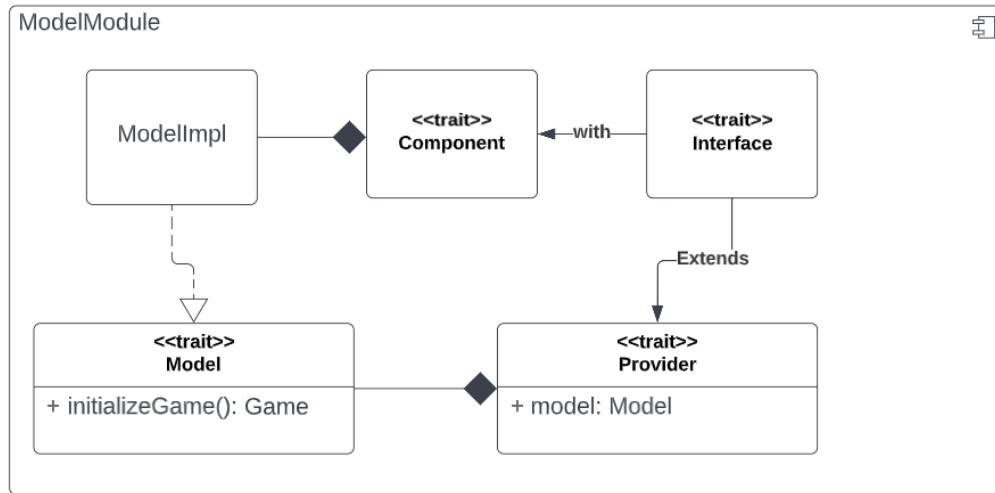 ModelModule
ModelImpl
<<trait>>
Component
with
<<trait>>
Interface
Extends
<<trait>>
Model
+ initializeGame(): Game
<<trait>>
Provider
+ model: Model